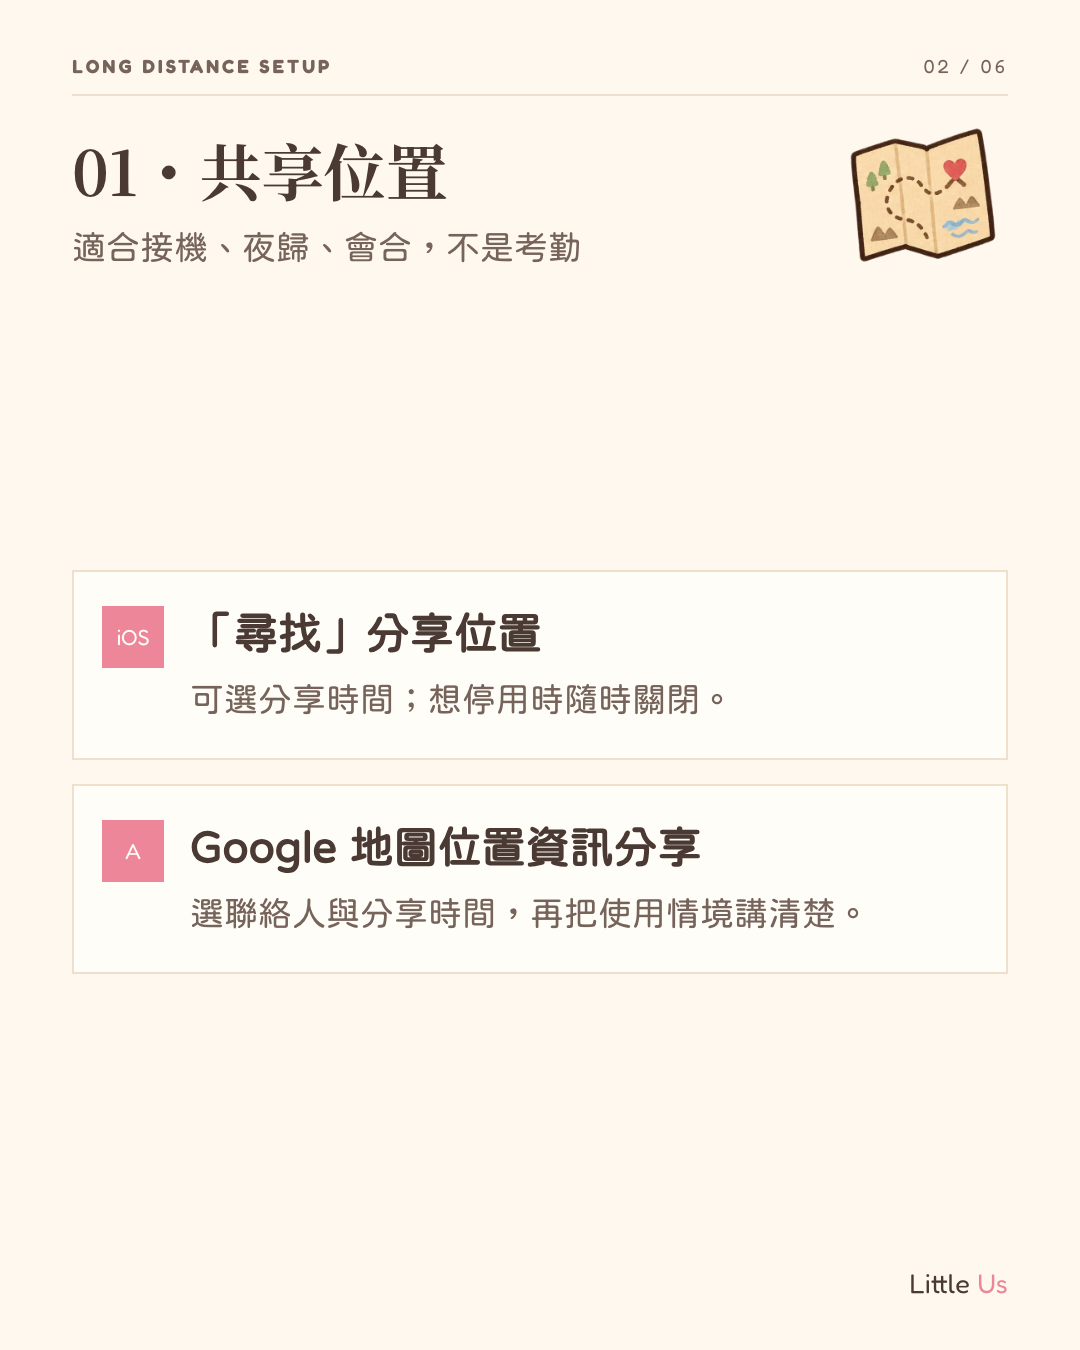 LONG DISTANCE SETUP
02 / 06
01・共享位置
適合接機、夜歸、會合，不是考勤
iOS
「尋找」分享位置
可選分享時間；想停用時隨時關閉。
A
Google 地圖位置資訊分享
選聯絡人與分享時間，再把使用情境講清楚。
Little Us